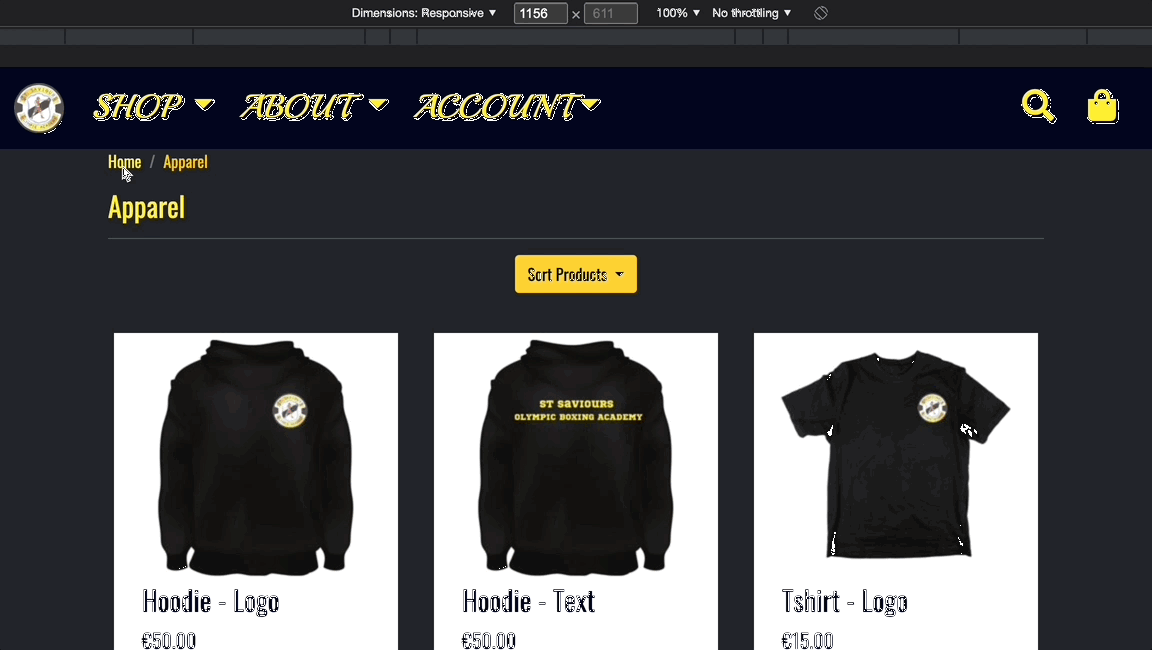 Dimensions: Responsive ▼ 1156 × 611 100% ▼ No throttling ▼
SHOP ABOUT ACCOUNT
Home / Apparel
Apparel
Sort Products
ST SAVIOURS
OLYMPIC BOXING ACADEMY
Hoodie - Logo
€50.00
Hoodie - Text
€50.00
Tshirt - Logo
€15.00